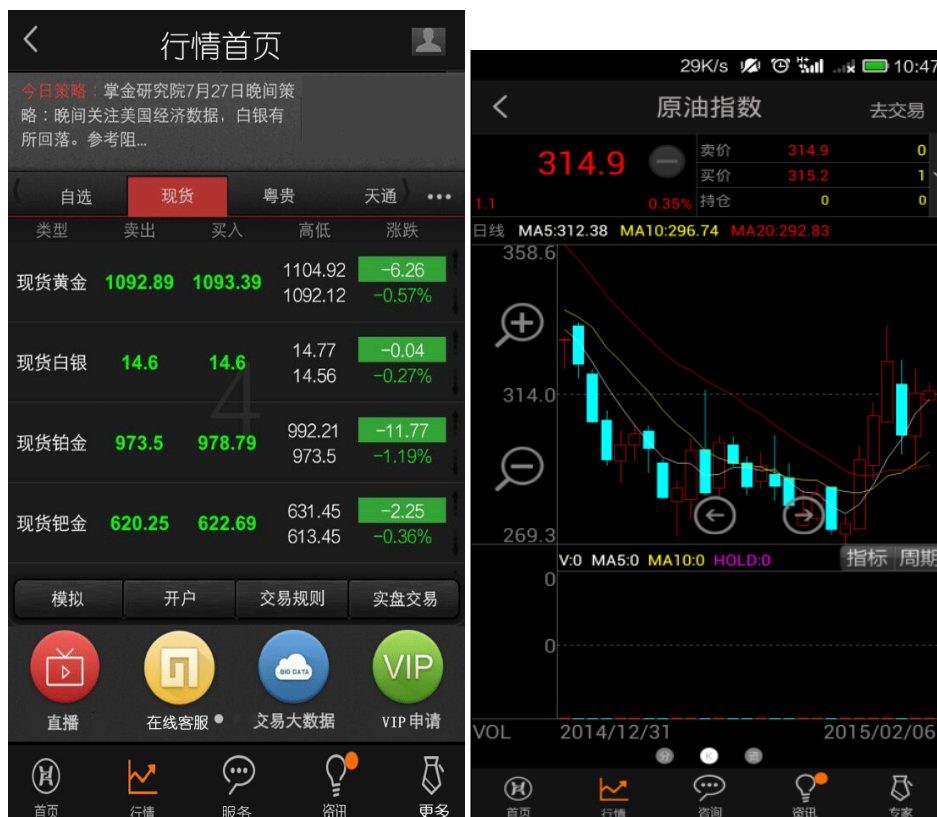 行情首页
今日策略：掌金研究院7月27日晚间策
略：晚间关注美国经济数据，白银有
所回落。参考阻...
自选 现货 粤贵 天通
类型 卖出 买入 高低 涨跌
现货黄金 1092.89 1093.39 1104.92 -6.26
1092.12 -0.57%
现货白银 14.6 14.6 14.77 -0.04
14.56 -0.27%
4
现货铂金 973.5 978.79 992.21 -11.77
973.5 -1.19%
现货钯金 620.25 622.69 631.45 -2.25
613.45 -0.36%
模拟 开户 交易规则 实盘交易
BIG DATA VIP
直播 在线客服 交易大数据 VIP申请
首页 行情 服务 资讯 更多
29K/s 10:47
原油指数 去交易
314.9 卖价 314.9 0
买价 315.2 1
1.1 0.35% 持仓 0 0
日线 MA5:312.38 MA10:296.74 MA20:292.83
358.6
314.0
269.3
V:0 MA5:0 MA10:0 HOLD:0 指标 周期
0
0
VOL 2014/12/31 2015/02/06
分 K
首页 行情 咨询 资讯 专家